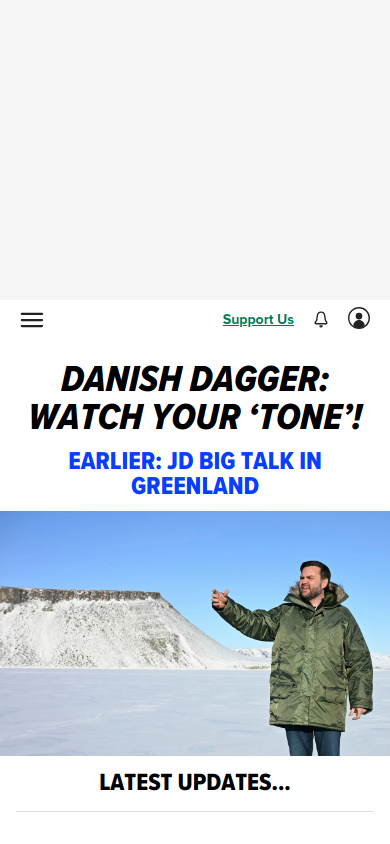 Support Us
DANISH DAGGER:
WATCH YOUR ‘TONE’!
EARLIER: JD BIG TALK IN
GREENLAND
LATEST UPDATES...